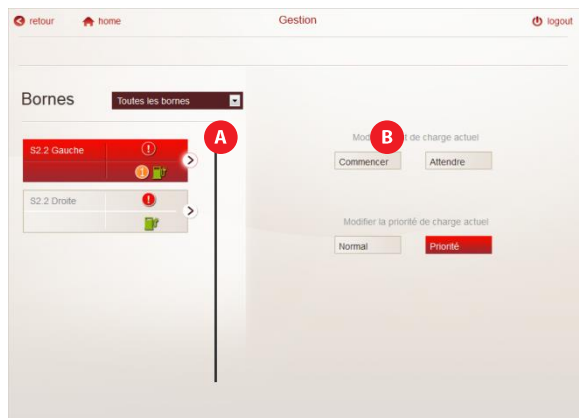 retour
home
Gestion
logout
Bornes
Toutes les bornes
A
B
S2.2 Gauche
1
de charge actuel
Commencer
Attendre
S2.2 Droite
Modifier la priorité de charge actuel
Normal
Priorité